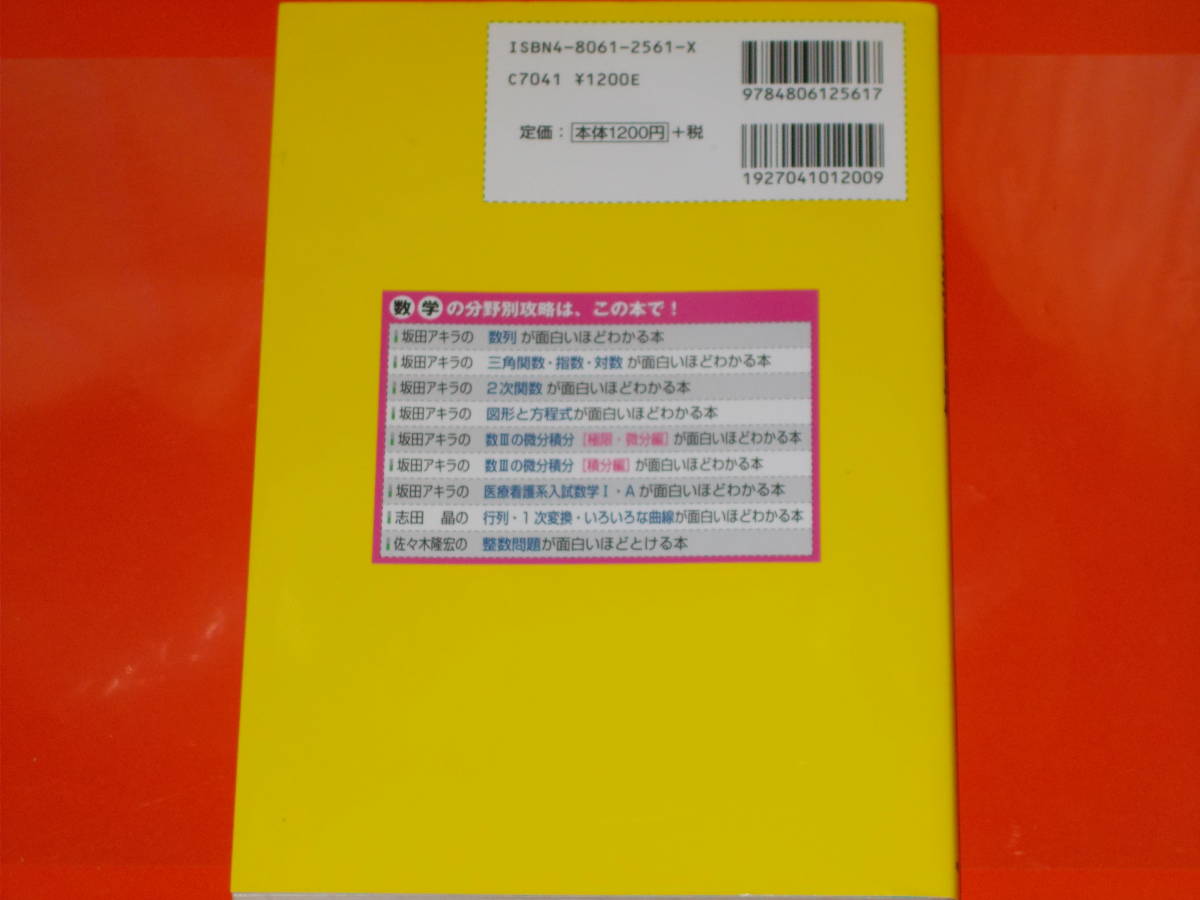 ISBN4-8061-2561-X
C7041 ¥1200E
定価：本体1200円＋税
9784806125617
1927041012009
数学の分野別攻略は、この本で！
坂田アキラの 数列が面白いほどわかる本
坂田アキラの 三角関数・指数・対数が面白いほどわかる本
坂田アキラの ２次関数が面白いほどわかる本
坂田アキラの 図形と方程式が面白いほどわかる本
坂田アキラの 数Ⅲの微分積分［極限・微分編］が面白いほどわかる本
坂田アキラの 数Ⅲの微分積分［積分編］が面白いほどわかる本
坂田アキラの 医療看護系入試数学Ⅰ・Ａが面白いほどわかる本
志田　晶の 行列・１次変換・いろいろな曲線が面白いほどわかる本
佐々木隆宏の 整数問題が面白いほどとける本